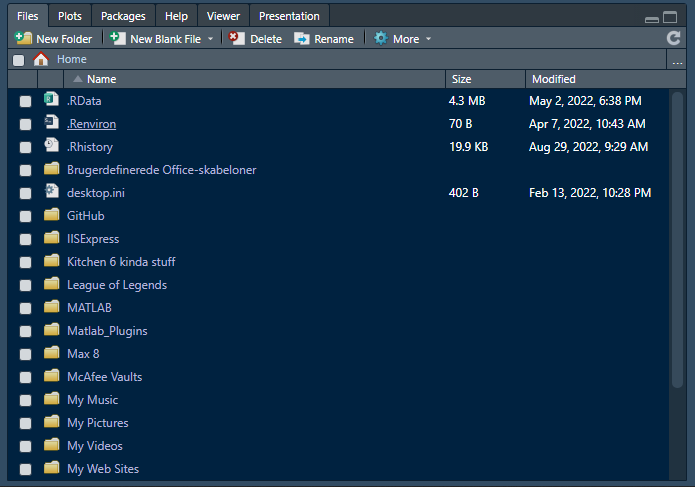 Files Plots Packages Help Viewer Presentation
New Folder New Blank File Delete Rename More
Home ...
Name Size Modified
.RData 4.3 MB May 2, 2022, 6:38 PM
.Renviron 70 B Apr 7, 2022, 10:43 AM
.Rhistory 19.9 KB Aug 29, 2022, 9:29 AM
Brugerdefinerede Office-skabeloner
desktop.ini 402 B Feb 13, 2022, 10:28 PM
GitHub
IISExpress
Kitchen 6 kinda stuff
League of Legends
MATLAB
Matlab_Plugins
Max 8
McAfee Vaults
My Music
My Pictures
My Videos
My Web Sites